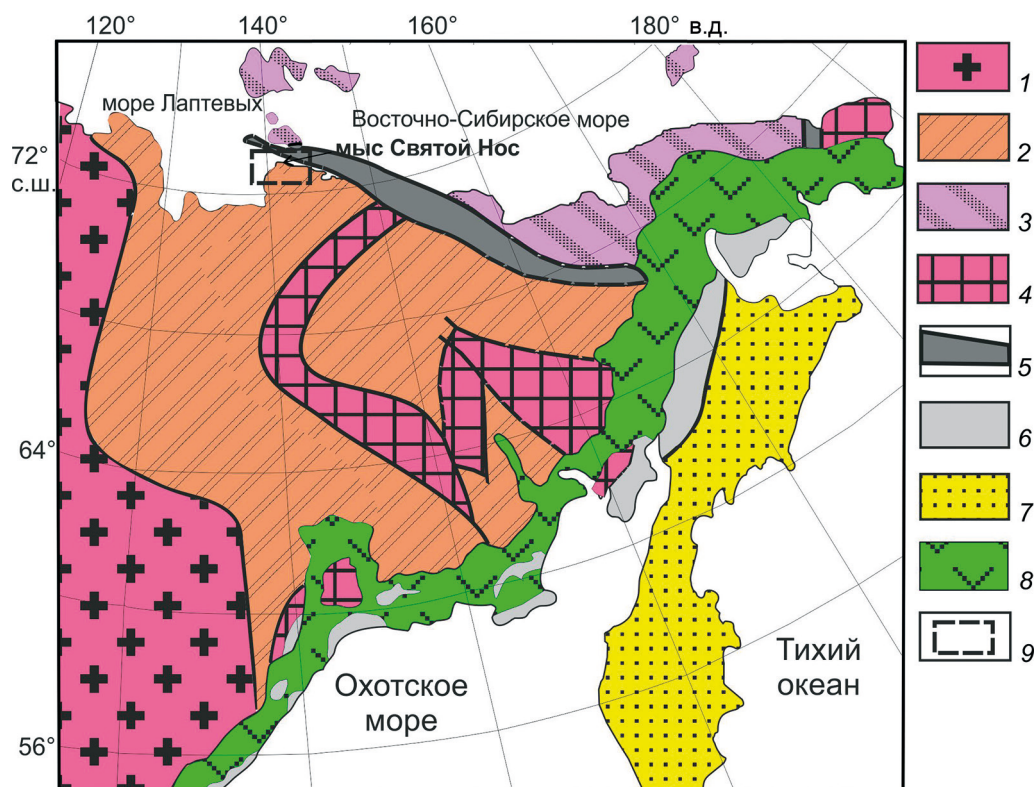 120° 140° 160° 180° в.д.
море Лаптевых
Восточно-Сибирское море
мыс Святой Нос
72°
с.ш.
64°
56°
Охотское
море
Тихий
океан
1
2
3
4
5
6
7
8
9